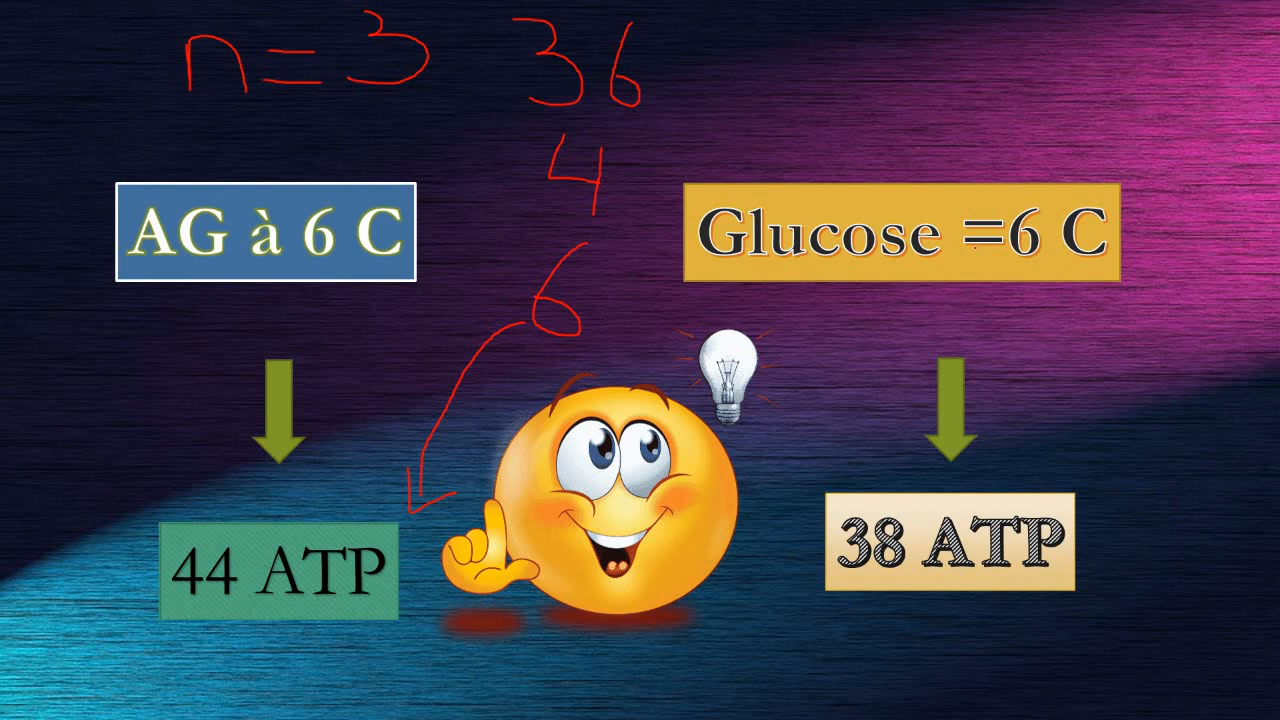 n=3
36
4
6
AG à 6 C
Glucose =6 C
44 ATP
38 ATP